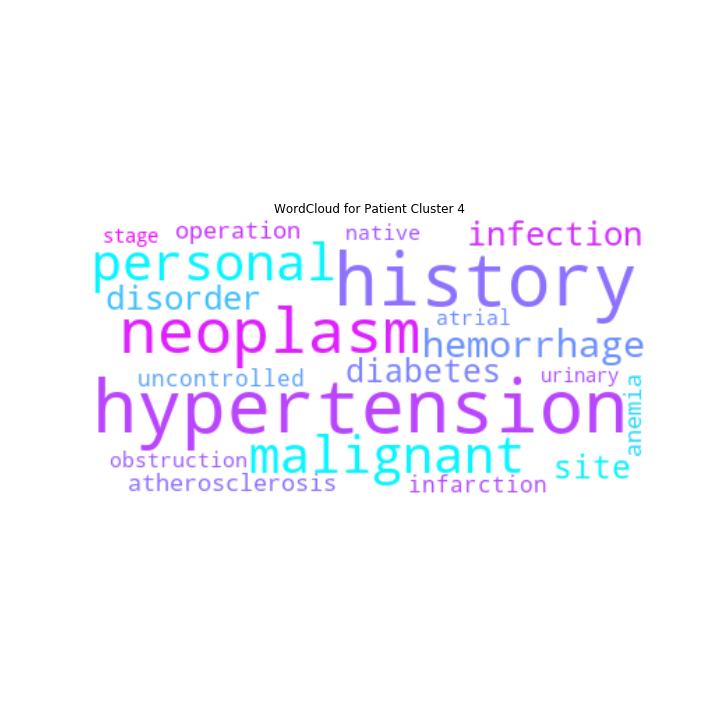 WordCloud for Patient Cluster 4
stage operation native infection
personal history
disorder
neoplasm atrial
hemorrhage
uncontrolled diabetes urinary
hypertension anemia
obstruction malignant site
atherosclerosis infarction